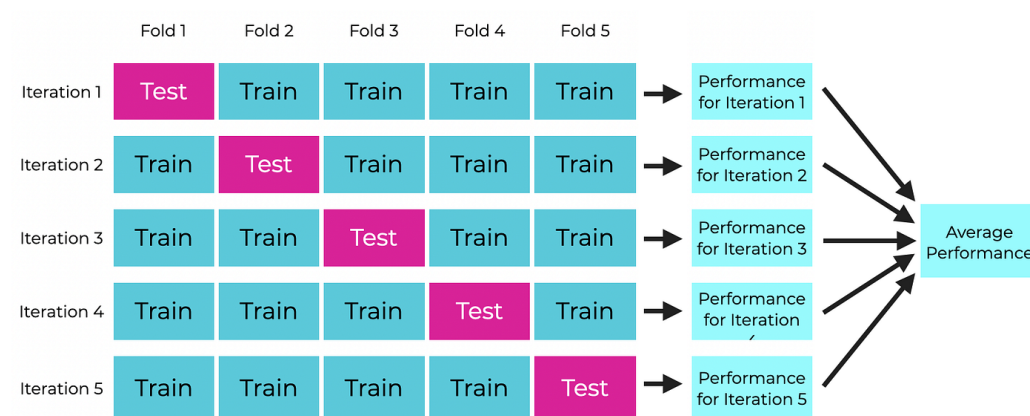 Fold 1 Fold 2 Fold 3 Fold 4 Fold 5
Iteration 1 Test Train Train Train Train
Performance
for Iteration 1
Iteration 2 Train Test Train Train Train
Performance
for Iteration 2
Iteration 3 Train Train Test Train Train
Performance
for Iteration 3
Average
Performance
Iteration 4 Train Train Train Test Train
Performance
for Iteration
Iteration 5 Train Train Train Train Test
Performance
for Iteration 5